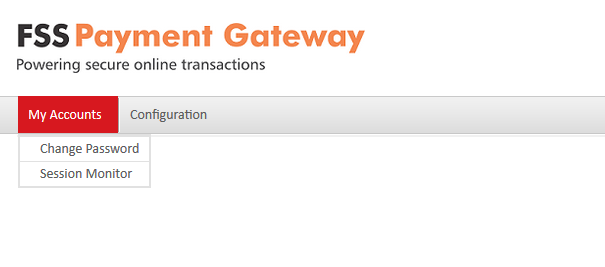 FSS Payment Gateway
Powering secure online transactions
My Accounts Configuration
Change Password
Session Monitor